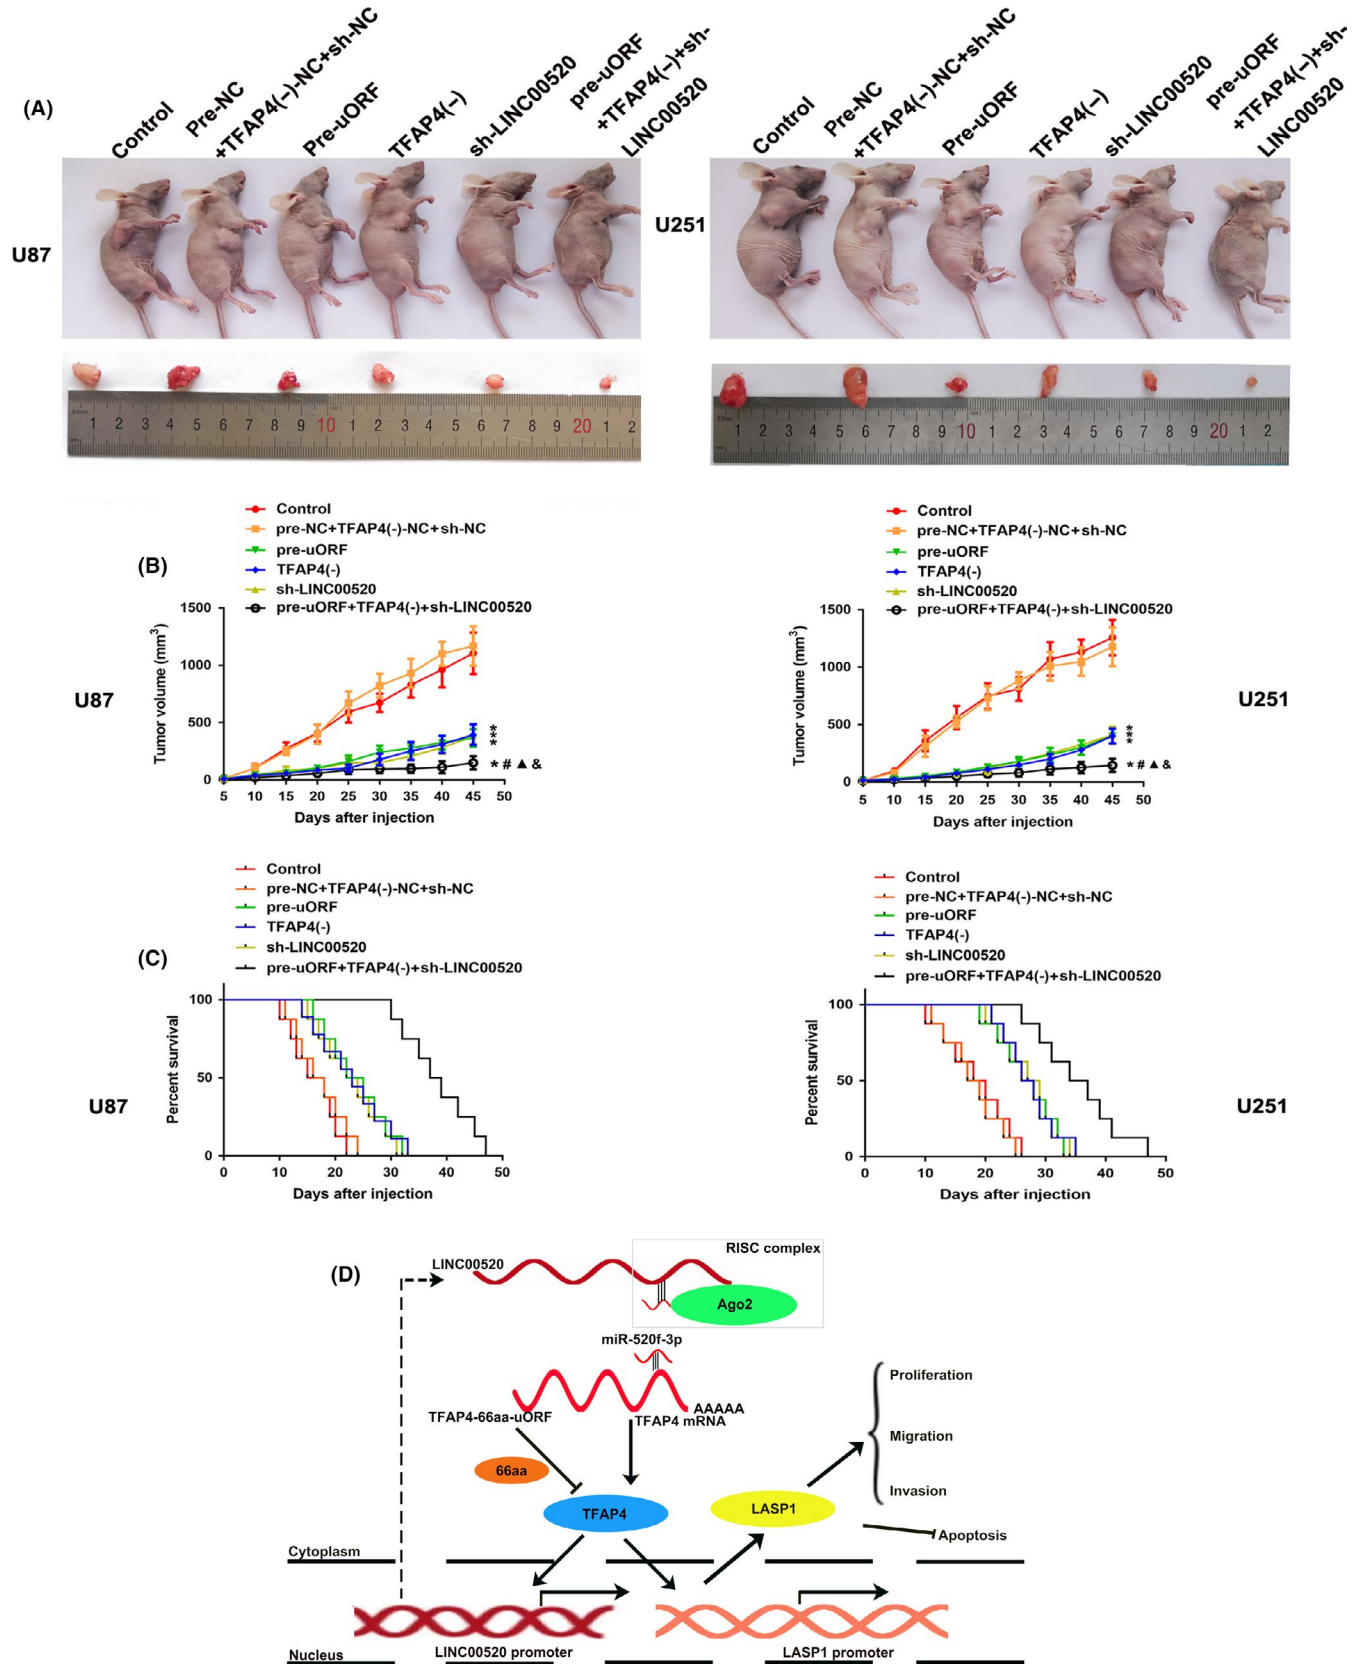 (A)
Control
Pre-NC
+TFAP4(–)-NC+sh-NC
Pre-uORF
TFAP4(–)
sh-LINC00520
pre-uORF
+TFAP4(–)+sh-
LINC00520
Control
Pre-NC
+TFAP4(–)-NC+sh-NC
Pre-uORF
TFAP4(–)
sh-LINC00520
pre-uORF
+TFAP4(–)+sh-
LINC00520
U87
U251
1 2 3 4 5 6 7 8 9 10 1 2 3 4 5 6 7 8 9 20 1 2
1 2 3 4 5 6 7 8 9 10 1 2 3 4 5 6 7 8 9 20 1 2
(B)
Control
pre-NC+TFAP4(-)-NC+sh-NC
pre-uORF
TFAP4(-)
sh-LINC00520
pre-uORF+TFAP4(-)+sh-LINC00520
U87
Tumor volume (mm3)
1500
1000
500
0
*
*
*
* # ▲ &
5 10 15 20 25 30 35 40 45 50
Days after injection
Control
pre-NC+TFAP4(-)-NC+sh-NC
pre-uORF
TFAP4(-)
sh-LINC00520
pre-uORF+TFAP4(-)+sh-LINC00520
Tumor volume (mm3)
1500
1000
500
0
*
*
*
* # ▲ &
5 10 15 20 25 30 35 40 45 50
Days after injection
U251
(C)
Control
pre-NC+TFAP4(-)-NC+sh-NC
pre-uORF
TFAP4(-)
sh-LINC00520
pre-uORF+TFAP4(-)+sh-LINC00520
U87
Percent survival
100
50
0
0 10 20 30 40 50
Days after injection
Control
pre-NC+TFAP4(-)-NC+sh-NC
pre-uORF
TFAP4(-)
sh-LINC00520
pre-uORF+TFAP4(-)+sh-LINC00520
Percent survival
100
50
0
0 10 20 30 40 50
Days after injection
U251
(D)
RISC complex
LINC00520
Ago2
miR-520f-3p
AAAAA
TFAP4-66aa-uORF
TFAP4 mRNA
66aa
TFAP4
LASP1
Proliferation
Migration
Invasion
Apoptosis
Cytoplasm
Nucleus
LINC00520 promoter
LASP1 promoter